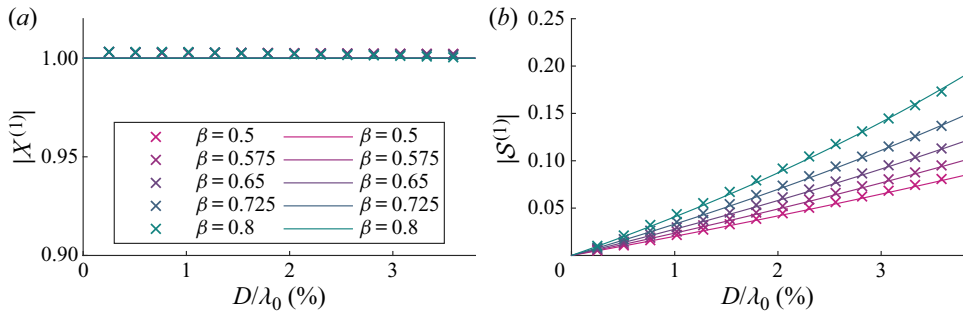 (a)
1.00
0.95
0.90
|X⁽¹⁾|
β = 0.5 β = 0.5
β = 0.575 β = 0.575
β = 0.65 β = 0.65
β = 0.725 β = 0.725
β = 0.8 β = 0.8
0 1 2 3
D/λ₀ (%)
(b)
0.25
0.20
0.15
0.10
0.05
|𝒮⁽¹⁾|
0 1 2 3
D/λ₀ (%)